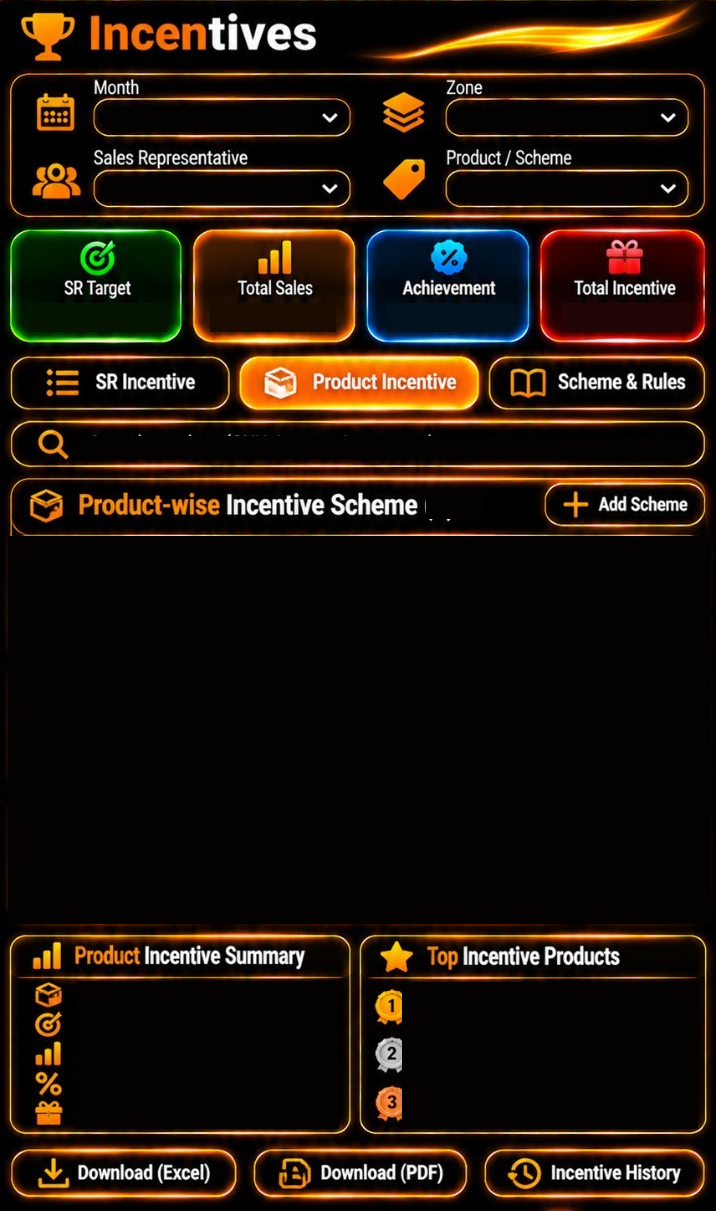 Incentives
Month
Zone
Sales Representative
Product / Scheme
SR Target
Total Sales
Achievement
Total Incentive
SR Incentive
Product Incentive
Scheme & Rules
Product-wise Incentive Scheme (
Add Scheme
Product Incentive Summary
Top Incentive Products
1
2
%
3
Download (Excel)
Download (PDF)
Incentive History